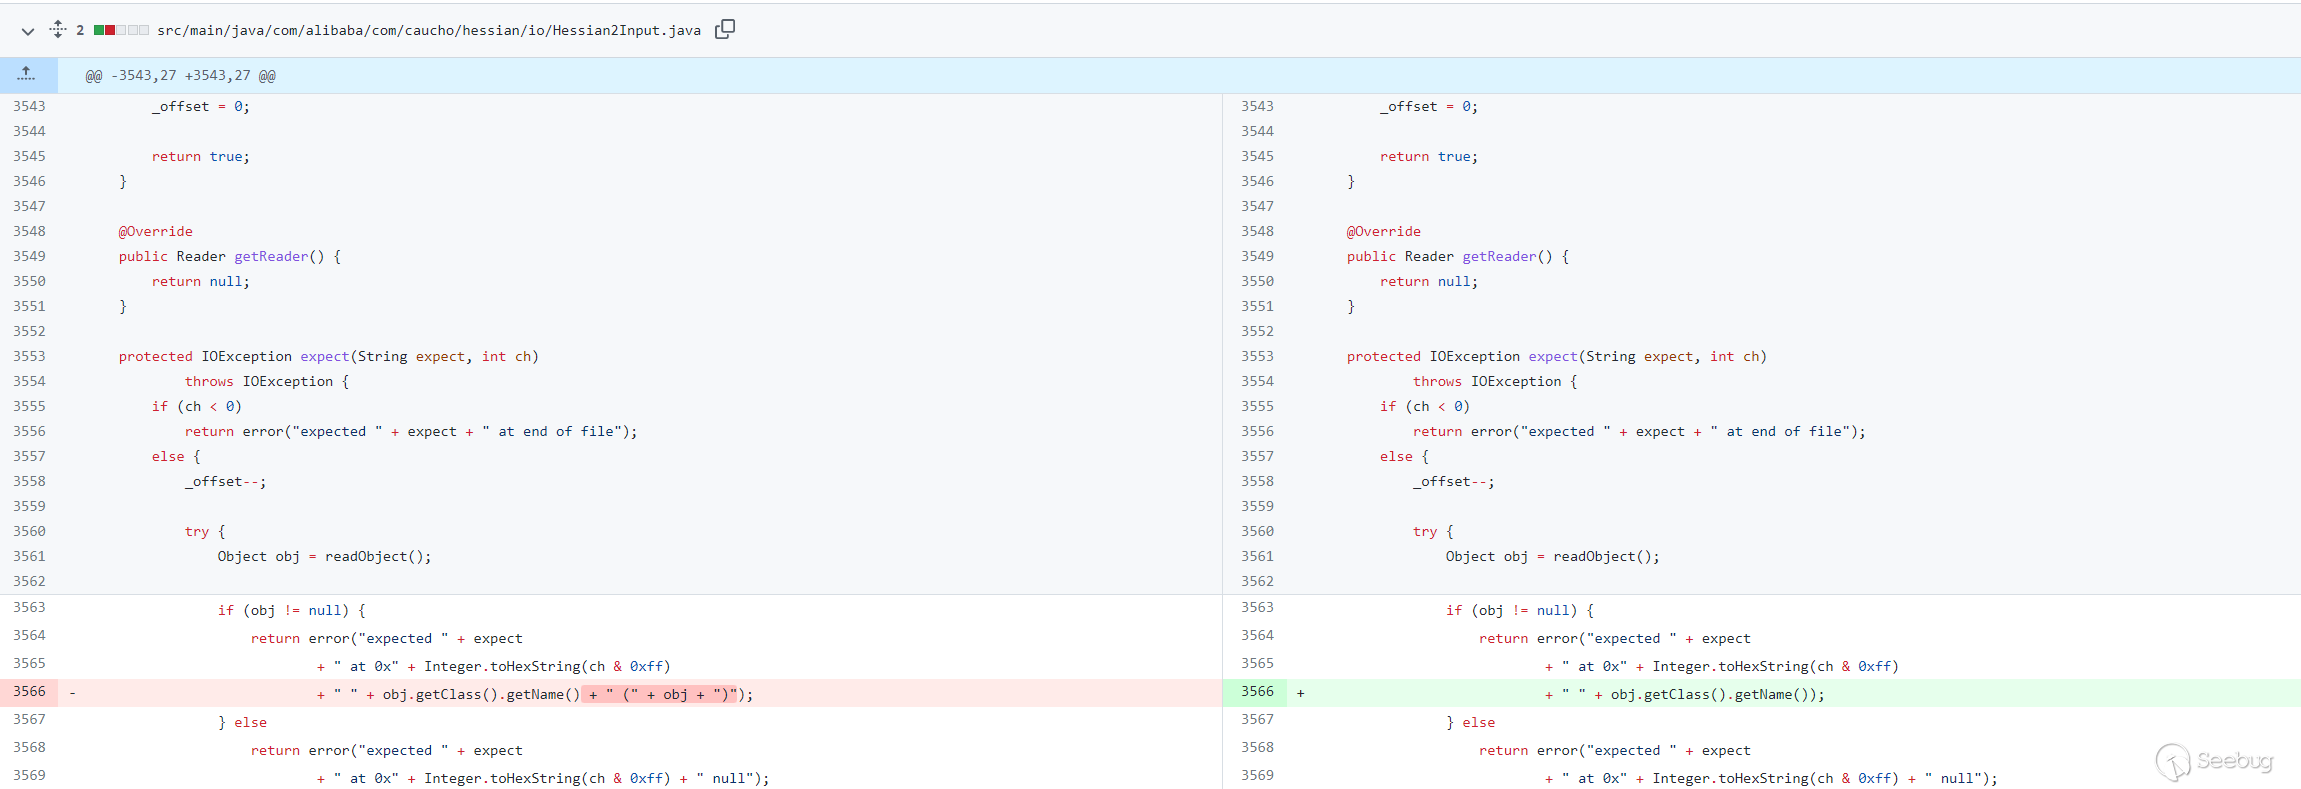 2 src/main/java/com/alibaba/com/caucho/hessian/io/Hessian2Input.java
@@ -3543,27 +3543,27 @@
3543 _offset = 0;
3544
3545 return true;
3546 }
3547
3548 @Override
3549 public Reader getReader() {
3550 return null;
3551 }
3552
3553 protected IOException expect(String expect, int ch)
3554 throws IOException {
3555 if (ch < 0)
3556 return error("expected " + expect + " at end of file");
3557 else {
3558 _offset--;
3559
3560 try {
3561 Object obj = readObject();
3562
3563 if (obj != null) {
3564 return error("expected " + expect
3565 + " at 0x" + Integer.toHexString(ch & 0xff)
3566 - + " " + obj.getClass().getName() + " (" + obj + ")");
3567 } else
3568 return error("expected " + expect
3569 + " at 0x" + Integer.toHexString(ch & 0xff) + " null");
3543 _offset = 0;
3544
3545 return true;
3546 }
3547
3548 @Override
3549 public Reader getReader() {
3550 return null;
3551 }
3552
3553 protected IOException expect(String expect, int ch)
3554 throws IOException {
3555 if (ch < 0)
3556 return error("expected " + expect + " at end of file");
3557 else {
3558 _offset--;
3559
3560 try {
3561 Object obj = readObject();
3562
3563 if (obj != null) {
3564 return error("expected " + expect
3565 + " at 0x" + Integer.toHexString(ch & 0xff)
3566 + + " " + obj.getClass().getName());
3567 } else
3568 return error("expected " + expect
3569 + " at 0x" + Integer.toHexString(ch & 0xff) + " null");
Seebug